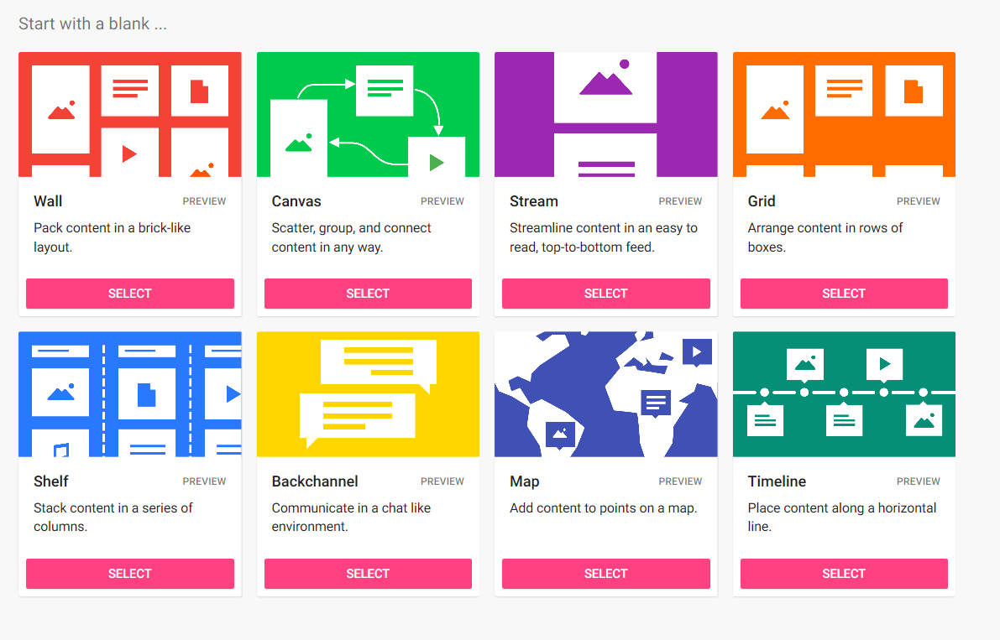 Start with a blank ...
Wall
PREVIEW
Pack content in a brick-like
layout.
SELECT
Canvas
PREVIEW
Scatter, group, and connect
content in any way.
SELECT
Stream
PREVIEW
Streamline content in an easy to
read, top-to-bottom feed.
SELECT
Grid
PREVIEW
Arrange content in rows of
boxes.
SELECT
Shelf
PREVIEW
Stack content in a series of
columns.
SELECT
Backchannel
PREVIEW
Communicate in a chat like
environment.
SELECT
Map
PREVIEW
Add content to points on a map.
SELECT
Timeline
PREVIEW
Place content along a horizontal
line.
SELECT